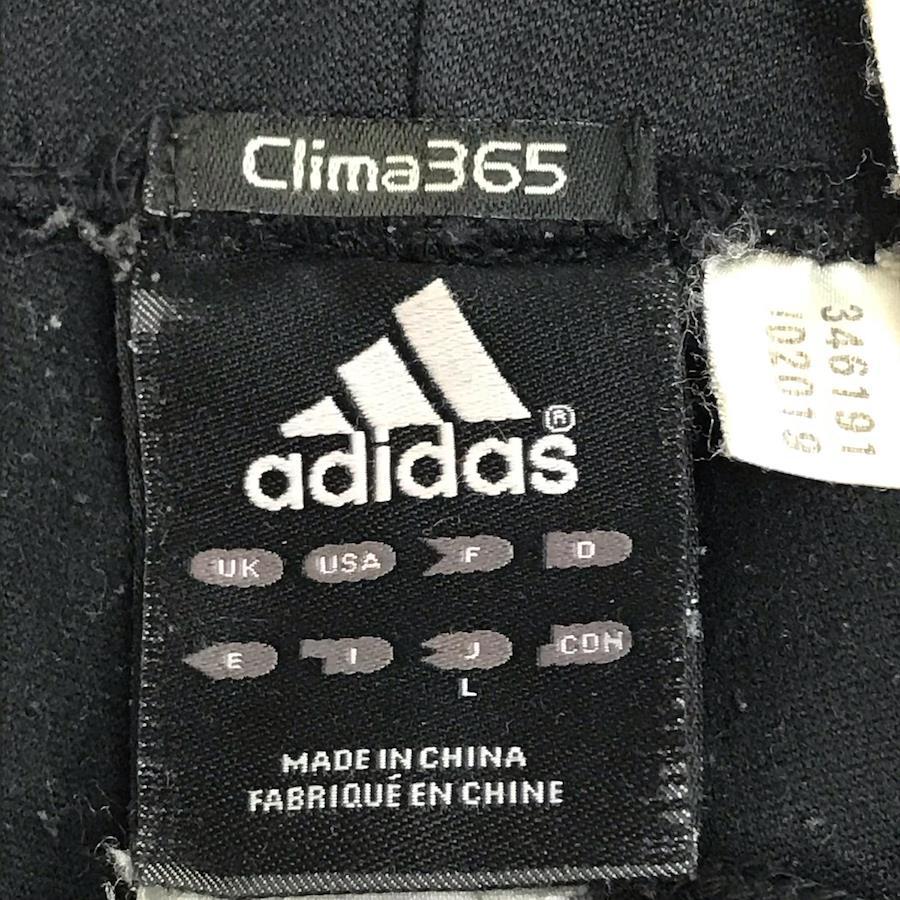 Clima365
adidas®
UK USA F D
E I J CDN
L
MADE IN CHINA
FABRIQUÉ EN CHINE
346191